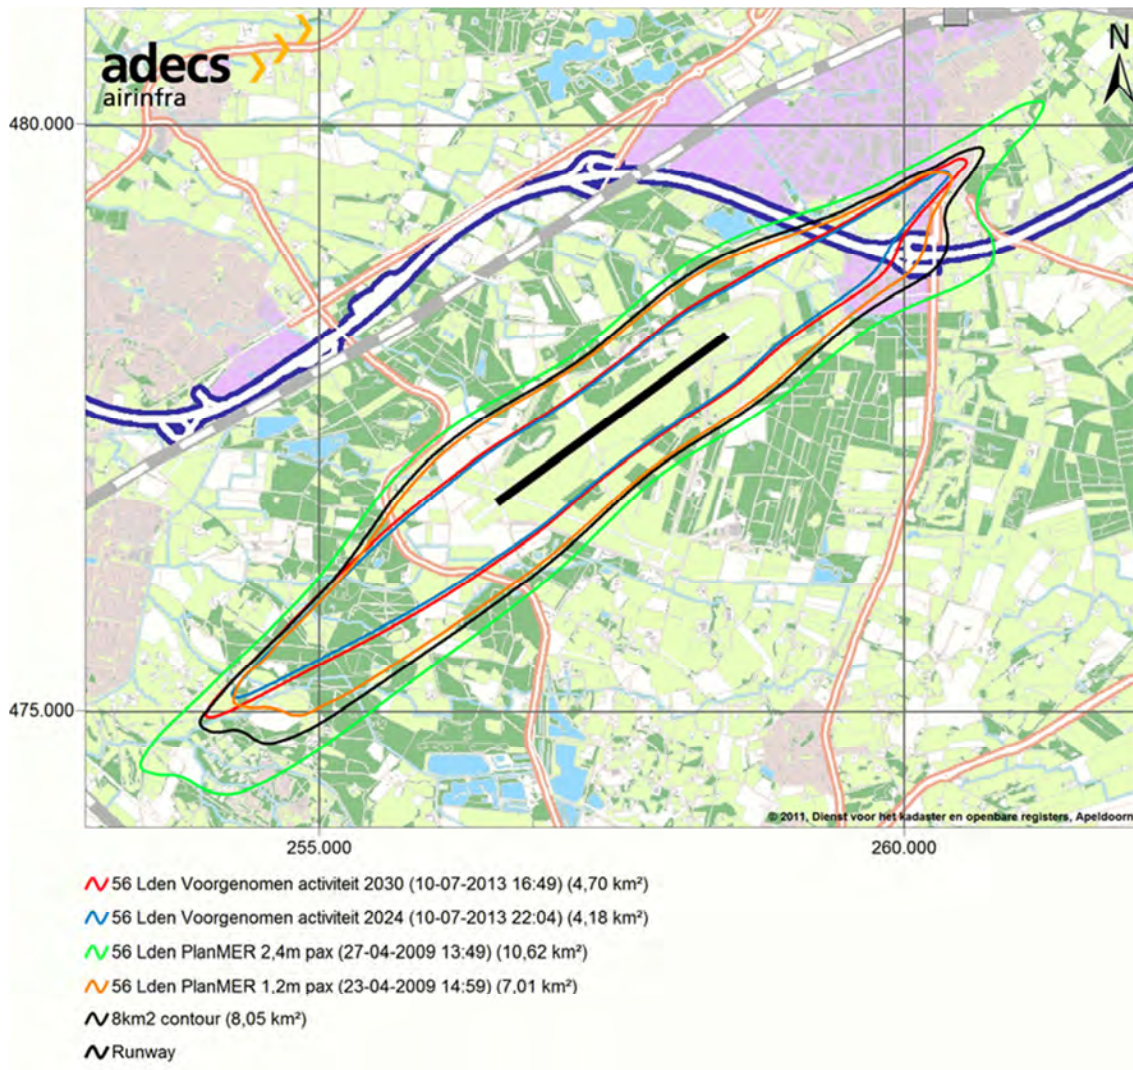 adecs
airinfra
N
480.000
475.000
© 2011, Dienst voor het kadaster en openbare registers, Apeldoorn
255.000
260.000
56 Lden Voorgenomen activiteit 2030 (10-07-2013 16:49) (4,70 km²)
56 Lden Voorgenomen activiteit 2024 (10-07-2013 22:04) (4,18 km²)
56 Lden PlanMER 2,4m pax (27-04-2009 13:49) (10,62 km²)
56 Lden PlanMER 1,2m pax (23-04-2009 14:59) (7,01 km²)
8km2 contour (8,05 km²)
Runway